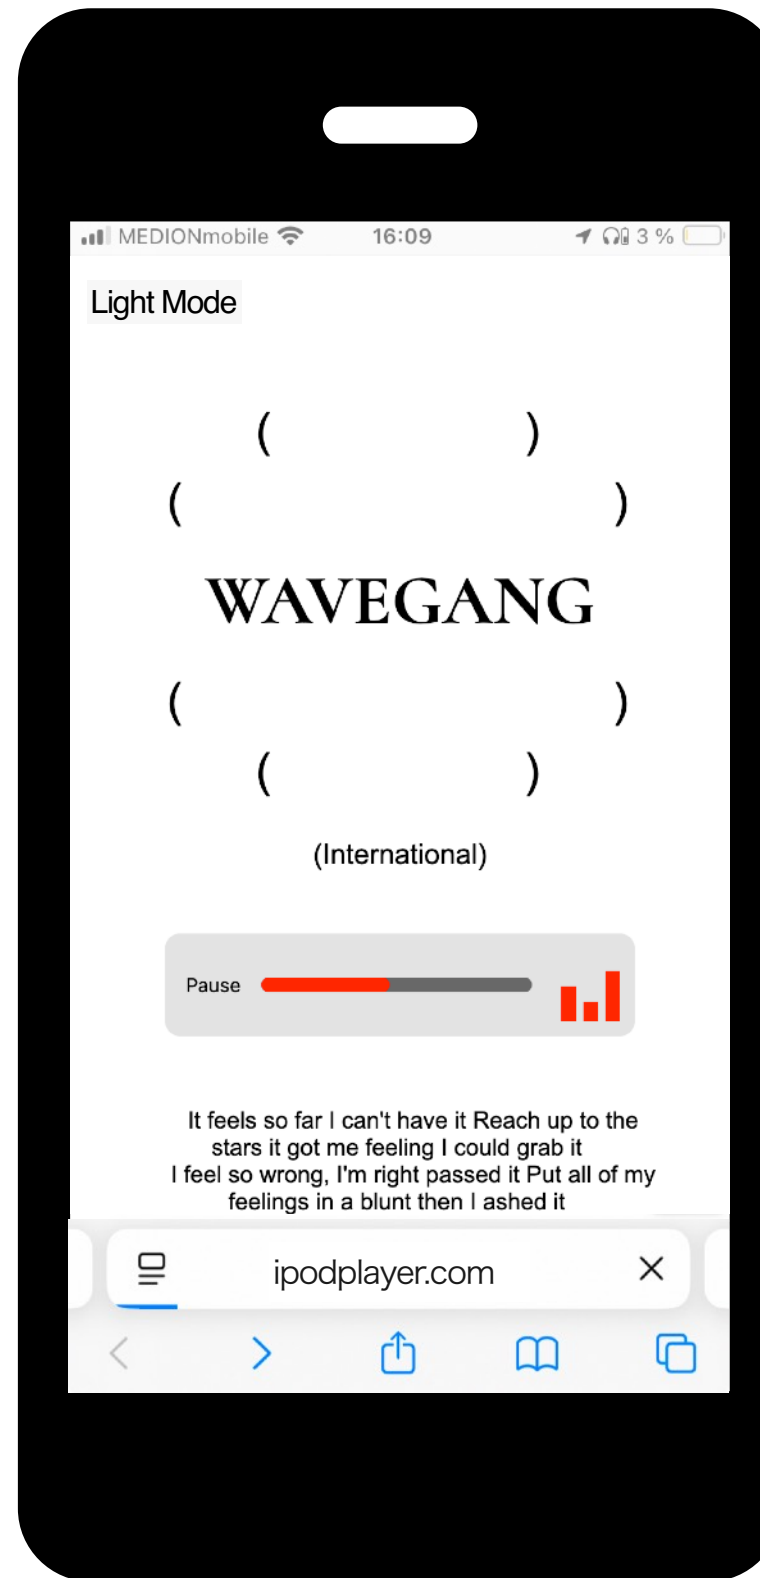 MEDIONmobile 16:09 3 %
Light Mode
( )
( )
WAVEGANG
( )
( )
(International)
Pause
It feels so far I can't have it Reach up to the
stars it got me feeling I could grab it
I feel so wrong, I'm right passed it Put all of my
feelings in a blunt then I ashed it
ipodplayer.com